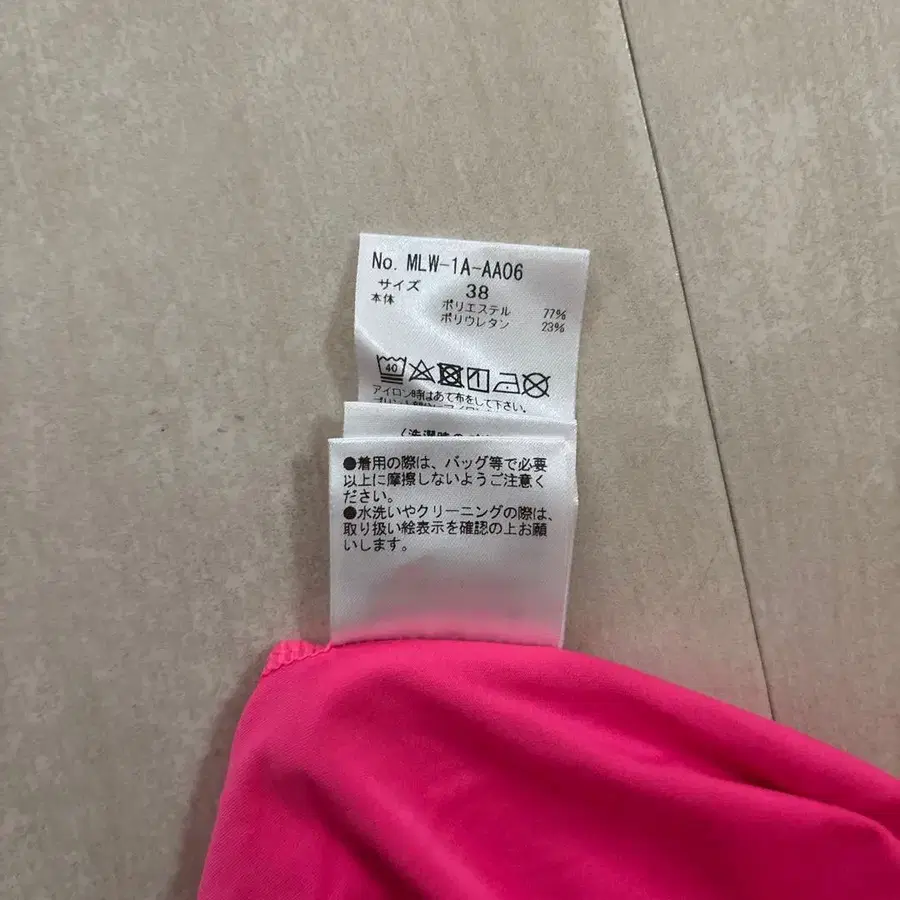 No. MLW-1A-AA06
サイズ 38
本体 ポリエステル 77%
ポリウレタン 23%
40
アイロン時はあて布をして下さい。
●着用の際は、バッグ等で必要
以上に摩擦しないようご注意く
ださい。
●水洗いやクリーニングの際は、
取り扱い絵表示を確認の上お願
いします。